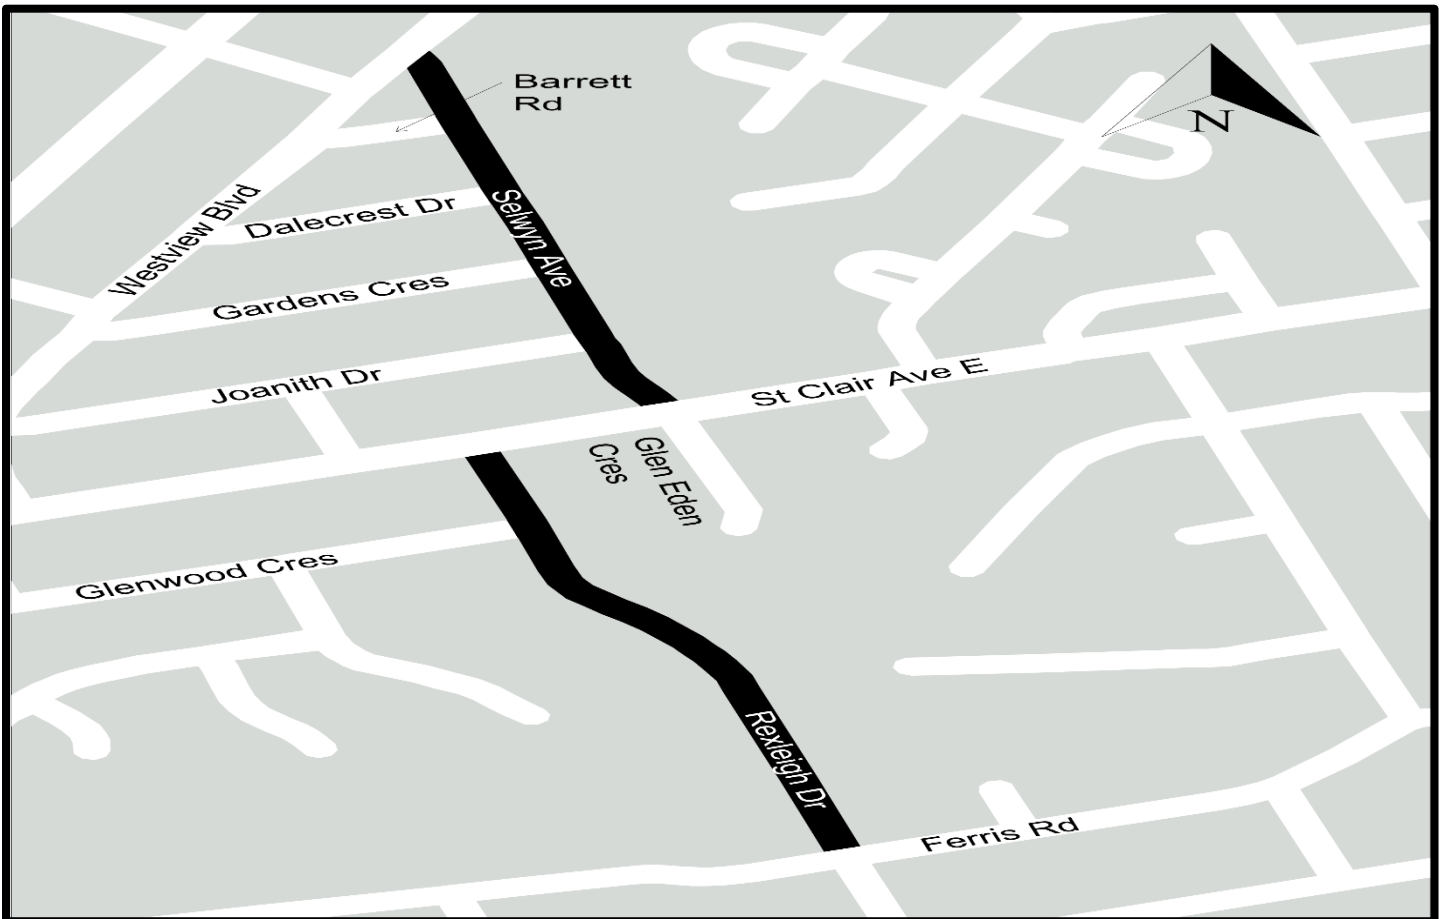 Barrett
Rd
N
Westview Blvd
Dalecrest Dr
Selwyn Ave
Gardens Cres
Joanith Dr
St Clair Ave E
Glen Eden
Cres
Glenwood Cres
Rexleigh Dr
Ferris Rd